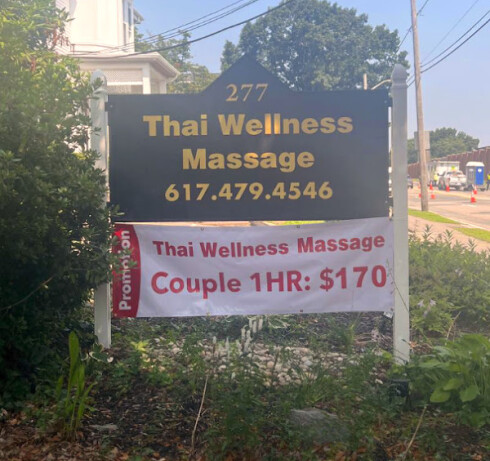 277
Thai Wellness
Massage
617.479.4546
Promotion
Thai Wellness Massage
Couple 1HR: $170